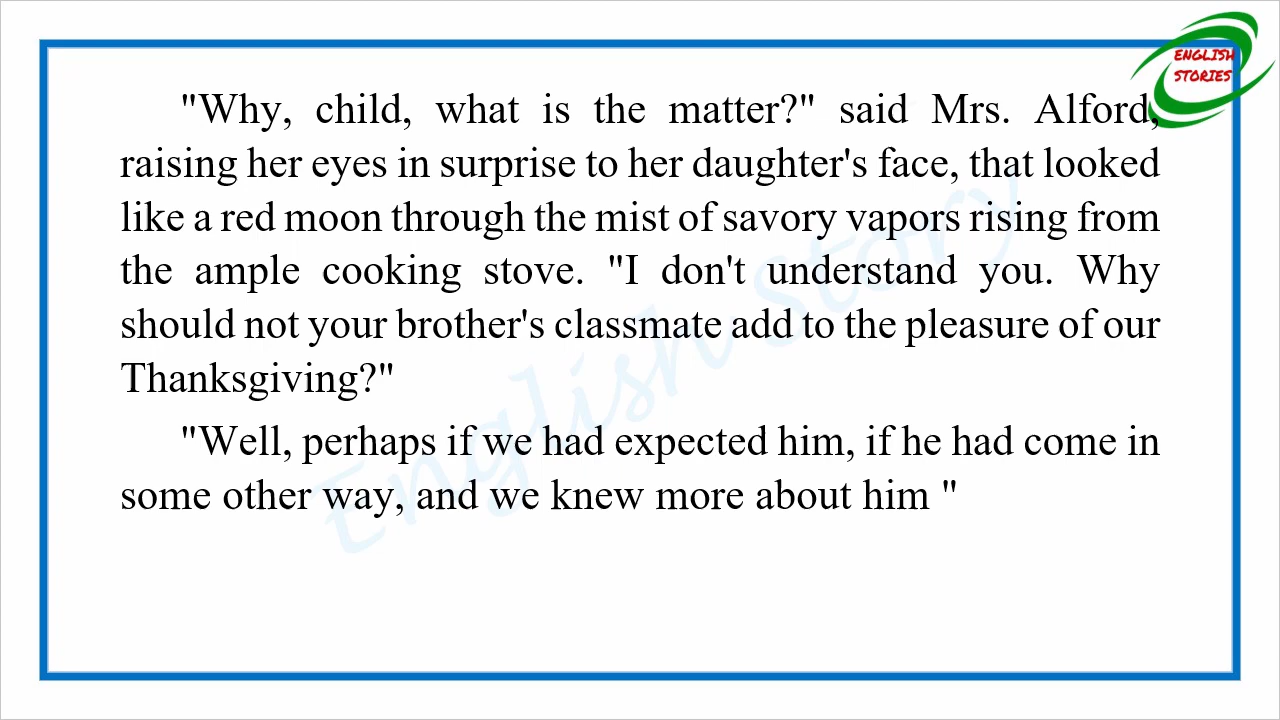 ENGLISH
STORIES
"Why, child, what is the matter?" said Mrs. Alford,
raising her eyes in surprise to her daughter's face, that looked
like a red moon through the mist of savory vapors rising from
the ample cooking stove. "I don't understand you. Why
should not your brother's classmate add to the pleasure of our
Thanksgiving?"
"Well, perhaps if we had expected him, if he had come in
some other way, and we knew more about him "
English Story